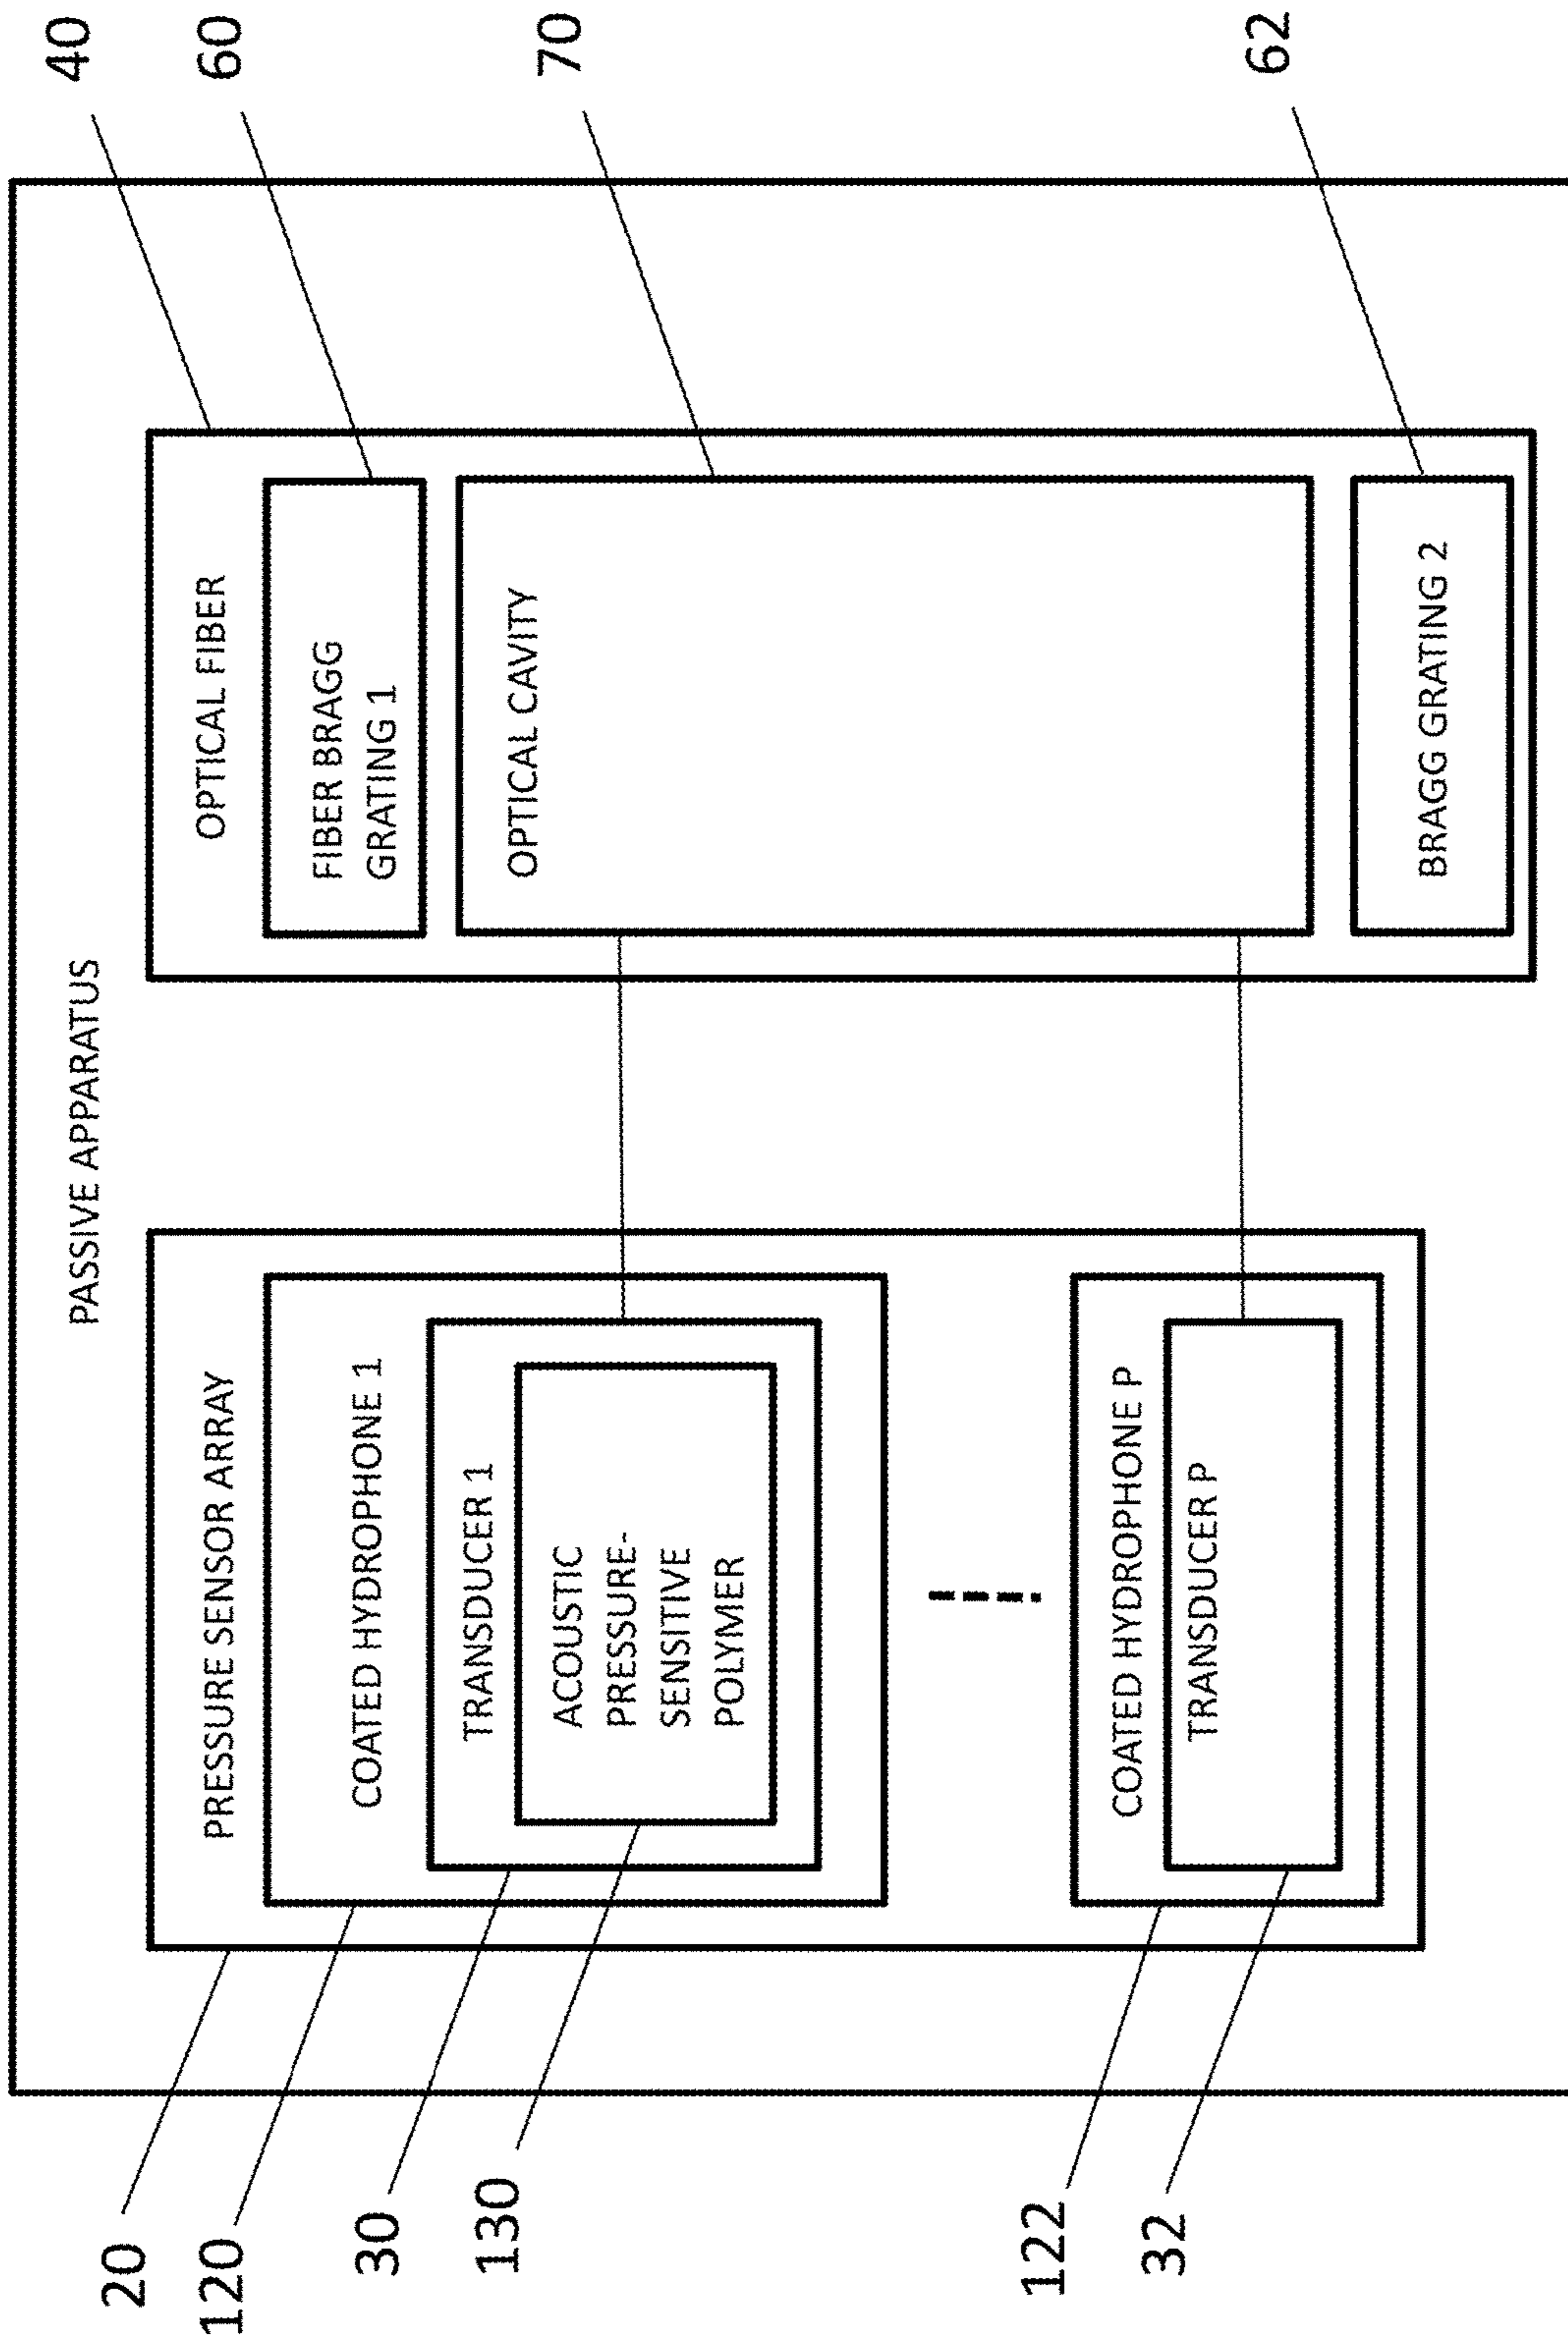 PASSIVE APPARATUS
20
PRESSURE SENSOR ARRAY
120
COATED HYDROPHONE 1
30
TRANSDUCER 1
130
ACOUSTIC
PRESSURE-
SENSITIVE
POLYMER
122
COATED HYDROPHONE P
32
TRANSDUCER P
40
OPTICAL FIBER
60
FIBER BRAGG
GRATING 1
70
OPTICAL CAVITY
62
BRAGG GRATING 2